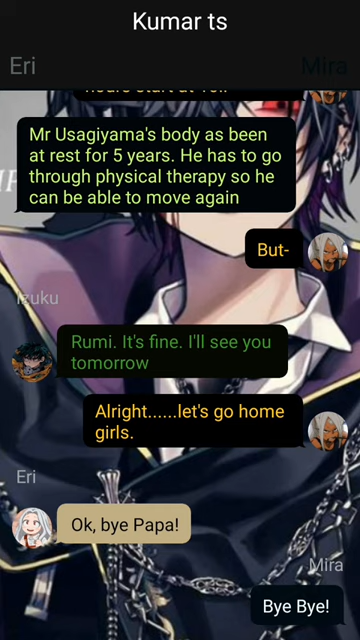 Kumar ts
Eri
Mira
Mr Usagiyama's body as been
at rest for 5 years. He has to go
through physical therapy so he
can be able to move again
But-
Izuku
Rumi. It's fine. I'll see you
tomorrow
Alright......let's go home
girls.
Eri
Ok, bye Papa!
Mira
Bye Bye!